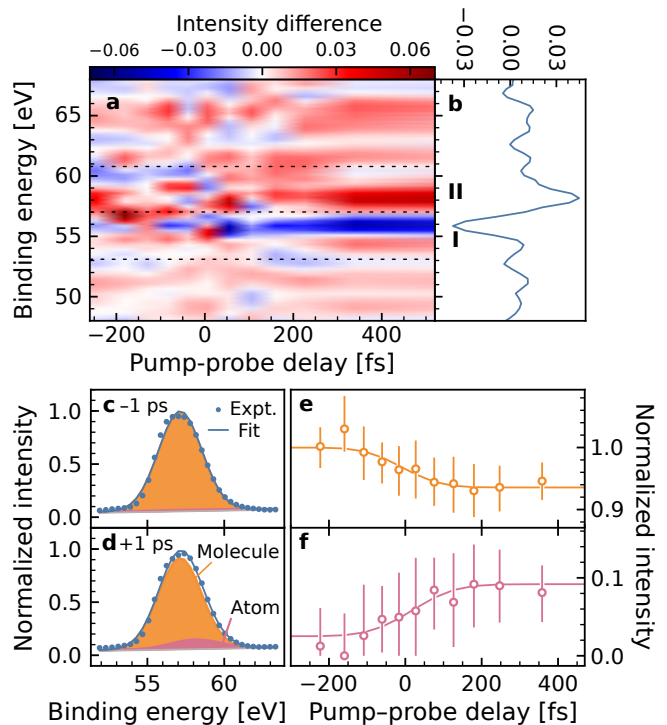 Intensity difference
−0.06 −0.03 0.00 0.03 0.06
−0.03 0.00 0.03
Binding energy [eV]
65
60
55
50
a
b
II
I
−200 0 200 400
Pump-probe delay [fs]
Normalized intensity
1.0
0.5
0.0
c −1 ps
Expt.
Fit
e
1.0
0.9
Normalized intensity
1.0
0.5
0.0
d +1 ps
Molecule
Atom
f
0.1
0.0
55 60
Binding energy [eV]
−200 0 200 400
Pump–probe delay [fs]